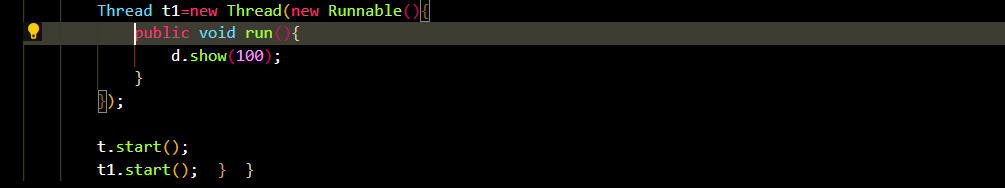 Thread t1=new Thread(new Runnable(){
public void run(){
d.show(100);
}
});
t.start();
t1.start(); } }